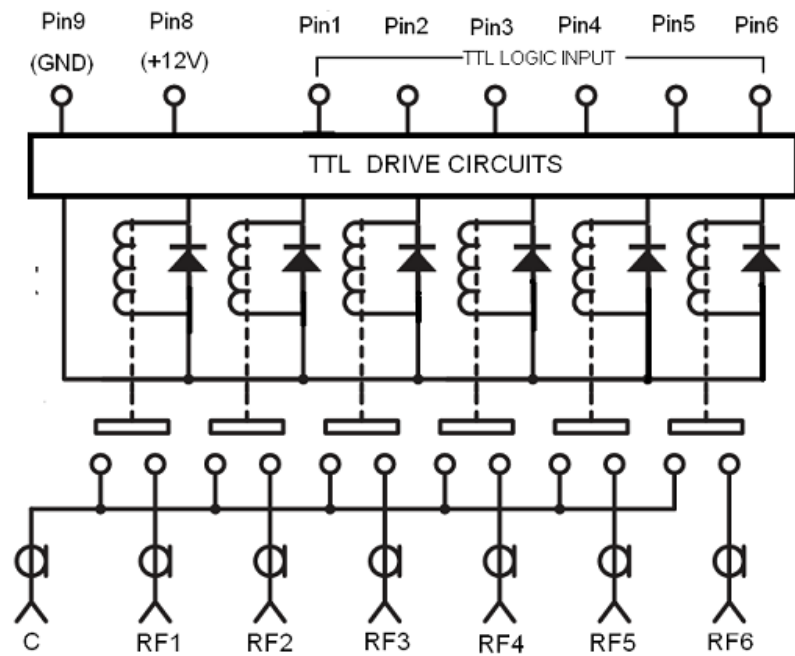 Pin9 Pin8 Pin1 Pin2 Pin3 Pin4 Pin5 Pin6
(GND) (+12V) TTL LOGIC INPUT
TTL DRIVE CIRCUITS
C RF1 RF2 RF3 RF4 RF5 RF6